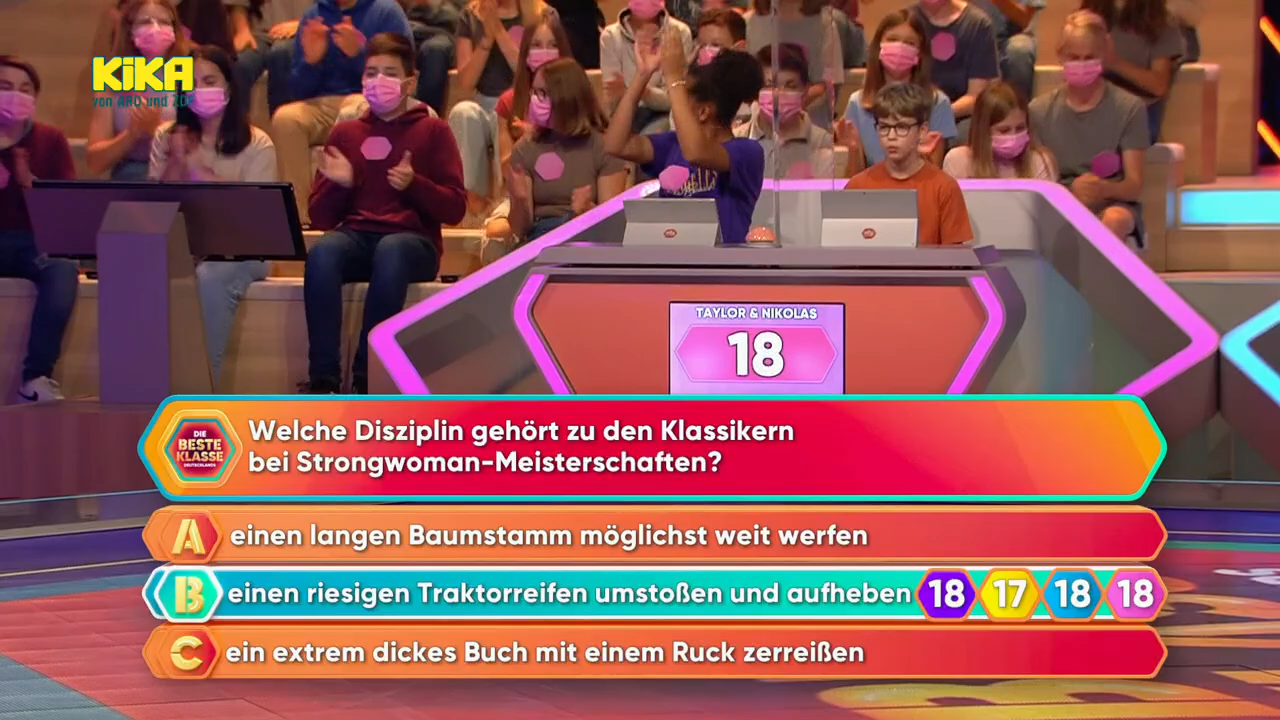 KiKA
von ARD und ZDF
TAYLOR & NIKOLAS
18
DIE
BESTE
KLASSE
DEUTSCHLANDS
Welche Disziplin gehört zu den Klassikern
bei Strongwoman-Meisterschaften?
A einen langen Baumstamm möglichst weit werfen
B einen riesigen Traktorreifen umstoßen und aufheben 18 17 18 18
C ein extrem dickes Buch mit einem Ruck zerreißen